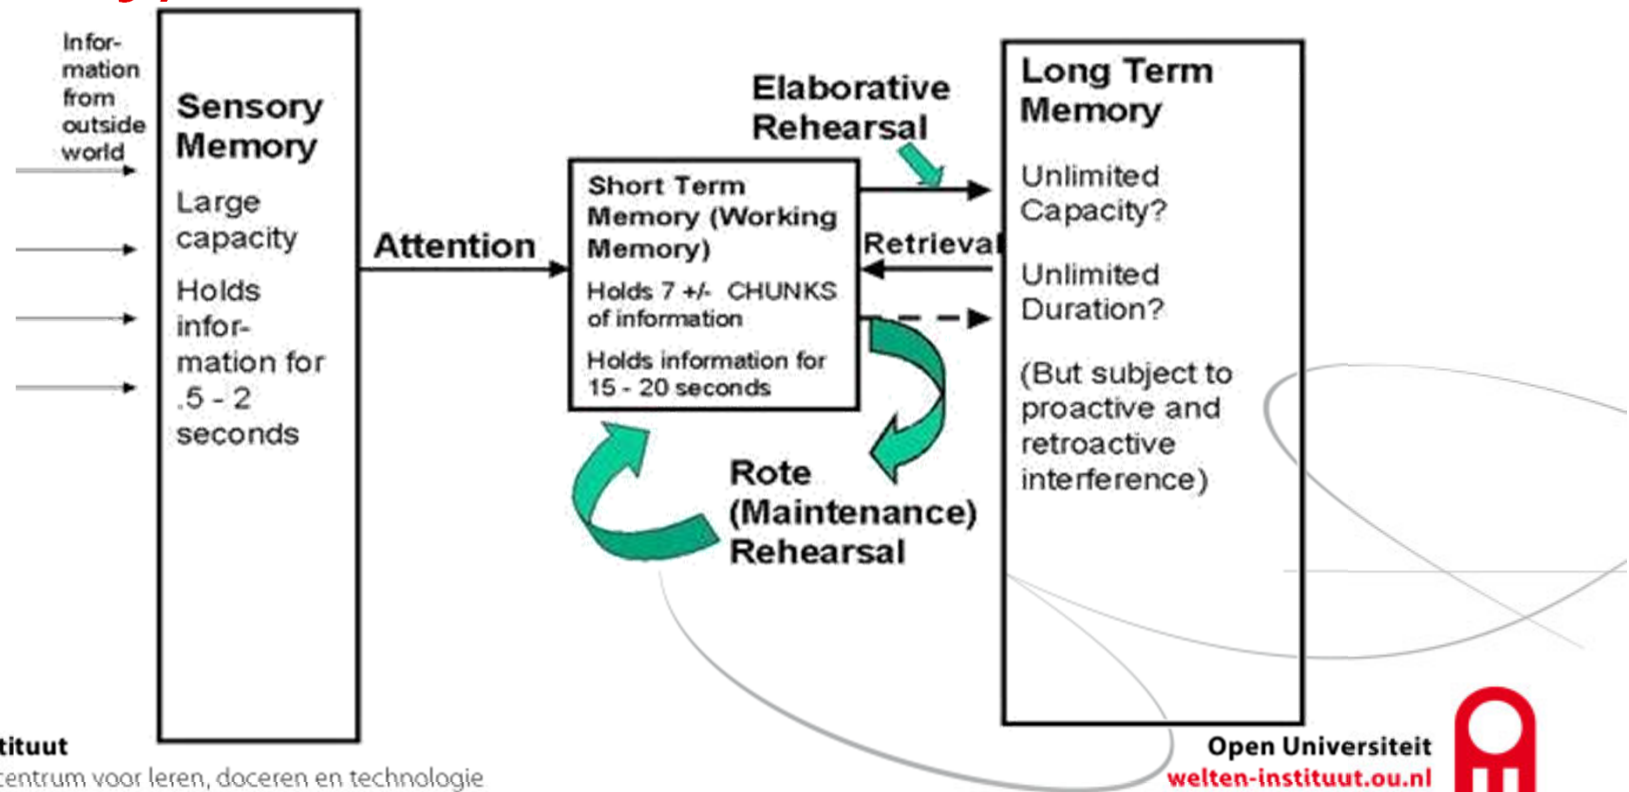 Infor-
mation
from
outside
world
Sensory
Memory
Large
capacity
Holds
infor-
mation for
.5 - 2
seconds
Attention
Short Term
Memory (Working
Memory)
Holds 7 +/-  CHUNKS
of information
Holds information for
15 - 20 seconds
Elaborative
Rehearsal
Retrieval
Rote
(Maintenance)
Rehearsal
Long Term
Memory
Unlimited
Capacity?
Unlimited
Duration?
(But subject to
proactive and
retroactive
interference)
tituut
centrum voor leren, doceren en technologie
Open Universiteit
welten-instituut.ou.nl